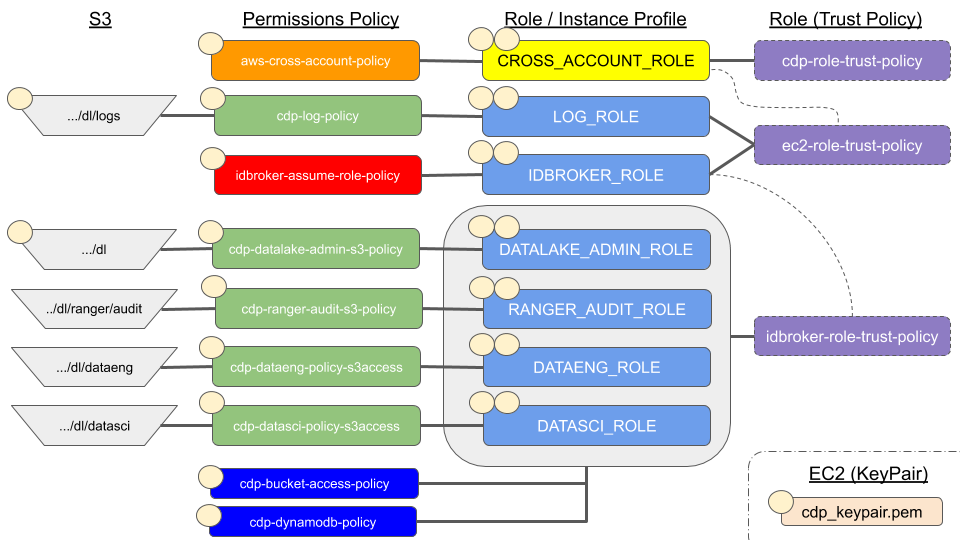 S3
Permissions Policy
Role / Instance Profile
Role (Trust Policy)
aws-cross-account-policy
CROSS_ACCOUNT_ROLE
cdp-role-trust-policy
.../dl/logs
cdp-log-policy
LOG_ROLE
ec2-role-trust-policy
idbroker-assume-role-policy
IDBROKER_ROLE
.../dl
cdp-datalake-admin-s3-policy
DATALAKE_ADMIN_ROLE
../dl/ranger/audit
cdp-ranger-audit-s3-policy
RANGER_AUDIT_ROLE
idbroker-role-trust-policy
.../dl/dataeng
cdp-dataeng-policy-s3access
DATAENG_ROLE
.../dl/datasci
cdp-datasci-policy-s3access
DATASCI_ROLE
cdp-bucket-access-policy
cdp-dynamodb-policy
EC2 (KeyPair)
cdp_keypair.pem